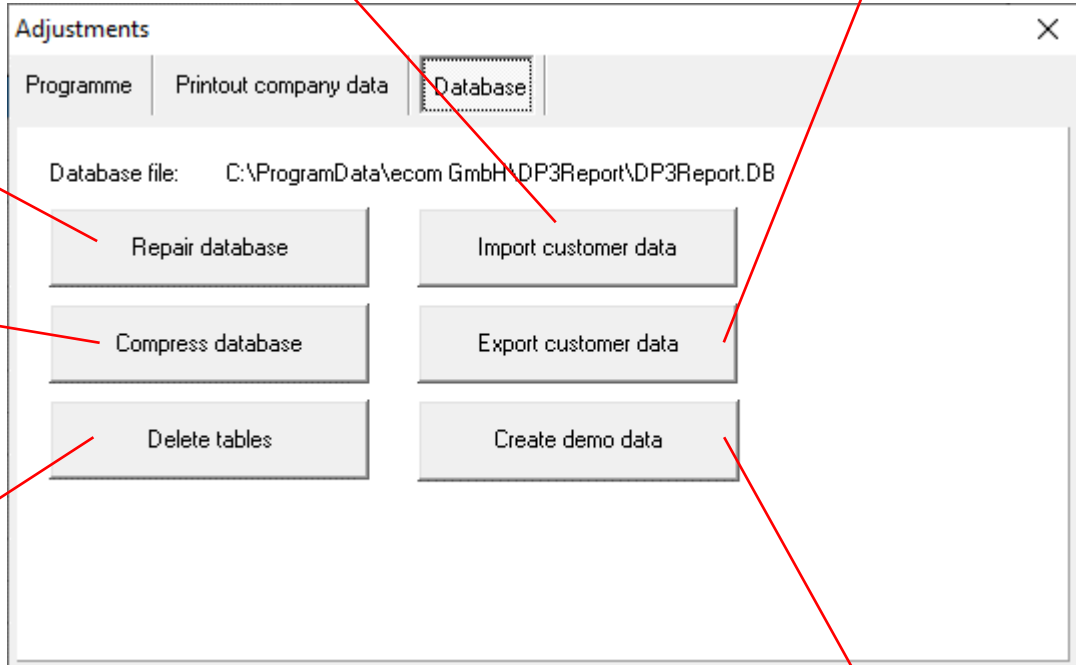 Adjustments
Programme Printout company data Database
Database file: C:\ProgramData\ecom GmbH\DP3Report\DP3Report.DB
Repair database Import customer data
Compress database Export customer data
Delete tables Create demo data